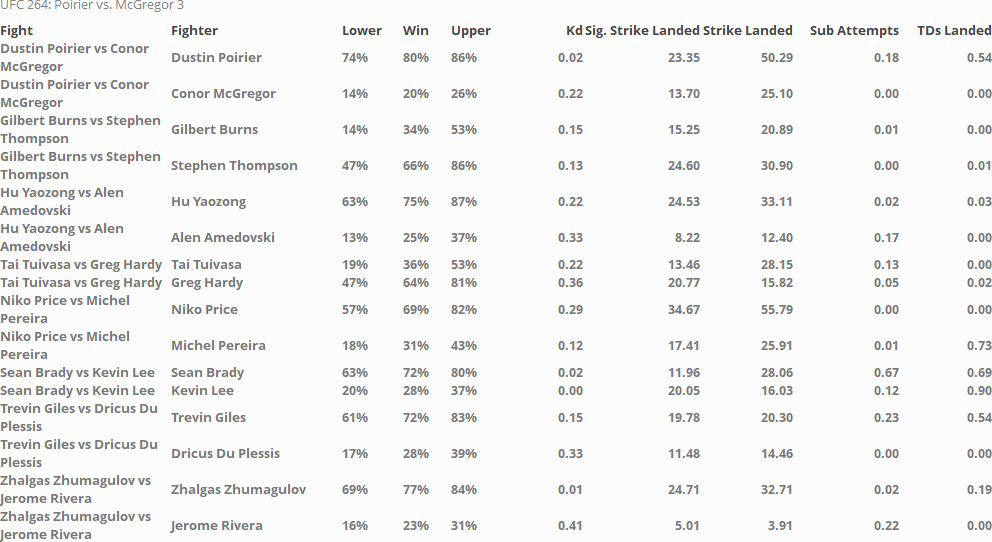 UFC 264: Poirier vs. McGregor 3
Fight Fighter Lower Win Upper Kd Sig. Strike Landed Strike Landed Sub Attempts TDs Landed
Dustin Poirier vs Conor
McGregor Dustin Poirier 74% 80% 86% 0.02 23.35 50.29 0.18 0.54
Dustin Poirier vs Conor
McGregor Conor McGregor 14% 20% 26% 0.22 13.70 25.10 0.00 0.00
Gilbert Burns vs Stephen
Thompson Gilbert Burns 14% 34% 53% 0.15 15.25 20.89 0.01 0.00
Gilbert Burns vs Stephen
Thompson Stephen Thompson 47% 66% 86% 0.13 24.60 30.90 0.00 0.01
Hu Yaozong vs Alen
Amedovski Hu Yaozong 63% 75% 87% 0.22 24.53 33.11 0.02 0.03
Hu Yaozong vs Alen
Amedovski Alen Amedovski 13% 25% 37% 0.33 8.22 12.40 0.17 0.00
Tai Tuivasa vs Greg Hardy Tai Tuivasa 19% 36% 53% 0.22 13.46 28.15 0.13 0.00
Tai Tuivasa vs Greg Hardy Greg Hardy 47% 64% 81% 0.36 20.77 15.82 0.05 0.02
Niko Price vs Michel
Pereira Niko Price 57% 69% 82% 0.29 34.67 55.79 0.00 0.00
Niko Price vs Michel
Pereira Michel Pereira 18% 31% 43% 0.12 17.41 25.91 0.01 0.73
Sean Brady vs Kevin Lee Sean Brady 63% 72% 80% 0.02 11.96 28.06 0.67 0.69
Sean Brady vs Kevin Lee Kevin Lee 20% 28% 37% 0.00 20.05 16.03 0.12 0.90
Trevin Giles vs Dricus Du
Plessis Trevin Giles 61% 72% 83% 0.15 19.78 20.30 0.23 0.54
Trevin Giles vs Dricus Du
Plessis Dricus Du Plessis 17% 28% 39% 0.33 11.48 14.46 0.00 0.00
Zhalgas Zhumagulov vs
Jerome Rivera Zhalgas Zhumagulov 69% 77% 84% 0.01 24.71 32.71 0.02 0.19
Zhalgas Zhumagulov vs
Jerome Rivera Jerome Rivera 16% 23% 31% 0.41 5.01 3.91 0.22 0.00